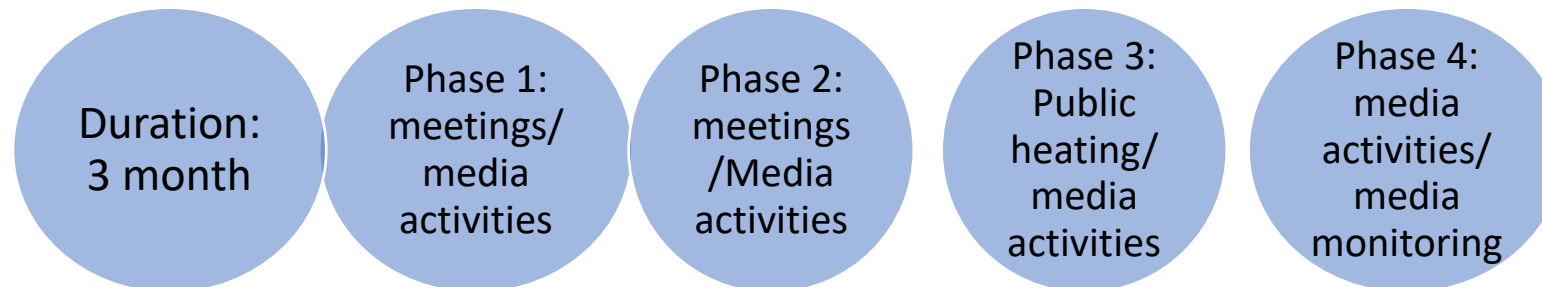 Duration:
3 month
Phase 1:
meetings/
media
activities
Phase 2:
meetings
/Media
activities
Phase 3:
Public
heating/
media
activities
Phase 4:
media
activities/
media
monitoring